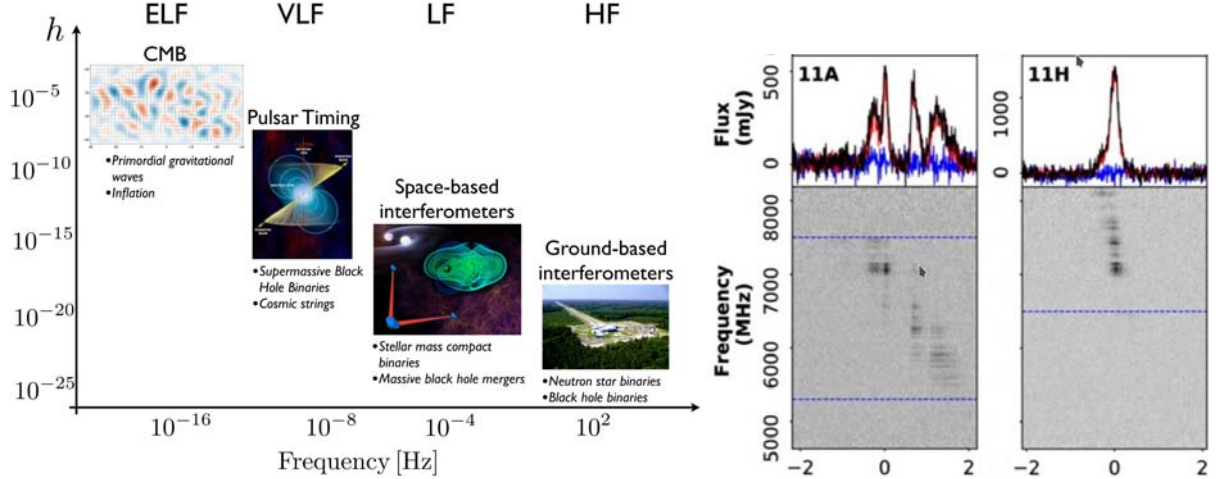 ELF VLF LF HF
h
CMB
10^-5
10^-10
10^-15
10^-20
10^-25
•Primordial gravitational
waves
•Inflation
Pulsar Timing
•Supermassive Black
Hole Binaries
•Cosmic strings
Space-based
interferometers
•Stellar mass compact
binaries
•Massive black hole mergers
Ground-based
interferometers
•Neutron star binaries
•Black hole binaries
10^-16 10^-8 10^-4 10^2
Frequency [Hz]
11A
Flux
(mJy)
500
0
Frequency
(MHz)
8000
7000
6000
5000
−2 0 2
11H
1000
0
−2 0 2